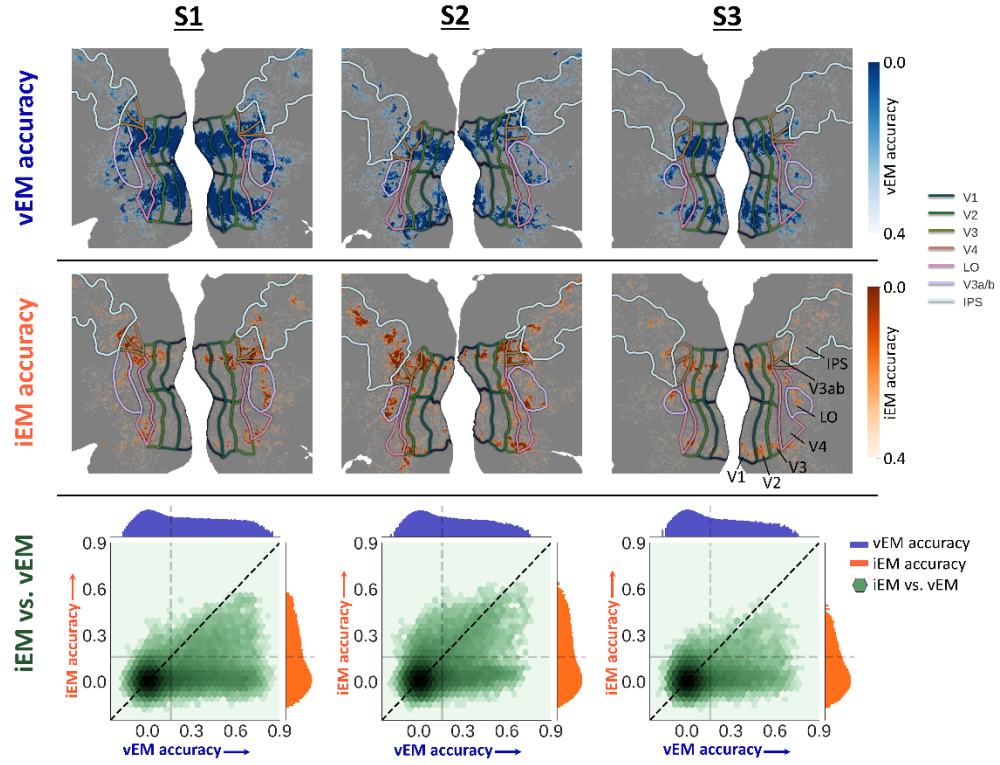 S1
S2
S3
vEM accuracy
0.0
vEM accuracy
0.4
V1
V2
V3
V4
LO
V3a/b
IPS
iEM accuracy
0.0
iEM accuracy
0.4
IPS
V3ab
LO
V4
V3
V2
V1
iEM vs. vEM
0.9
0.6
0.3
0.0
iEM accuracy
0.0 0.3 0.6 0.9
vEM accuracy
0.9
0.6
0.3
0.0
iEM accuracy
0.0 0.3 0.6 0.9
vEM accuracy
0.9
0.6
0.3
0.0
iEM accuracy
0.0 0.3 0.6 0.9
vEM accuracy
vEM accuracy
iEM accuracy
iEM vs. vEM